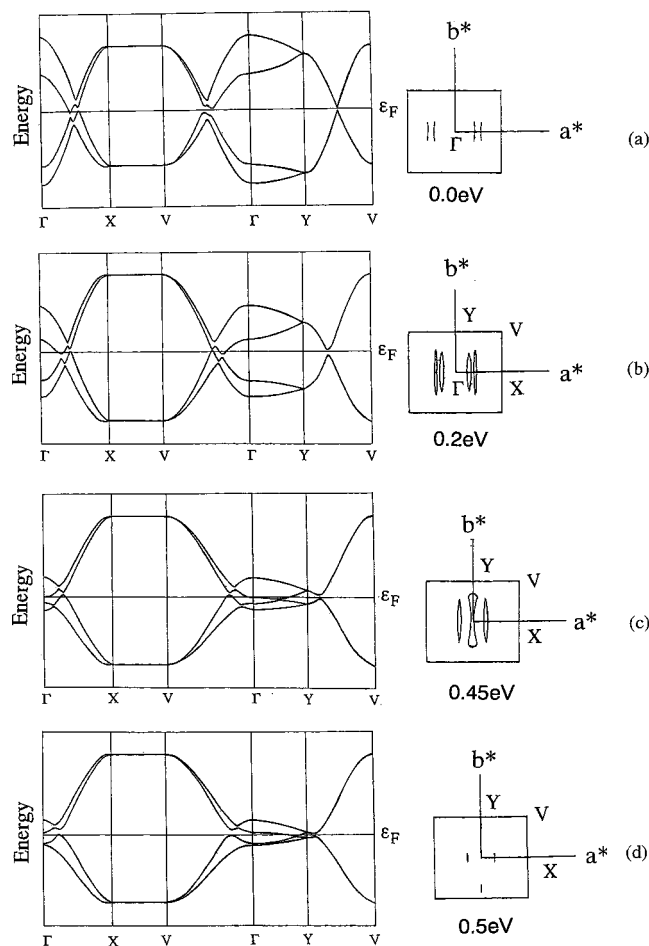 Energy
εF
Γ X V Γ Y V
b*
Γ
a*
0.0eV
(a)
Energy
εF
Γ X V Γ Y V
b*
Y V
Γ X
a*
0.2eV
(b)
Energy
εF
Γ X V Γ Y V
b*
Y V
X
a*
0.45eV
(c)
Energy
εF
Γ X V Γ Y V
b*
Y V
X
a*
0.5eV
(d)